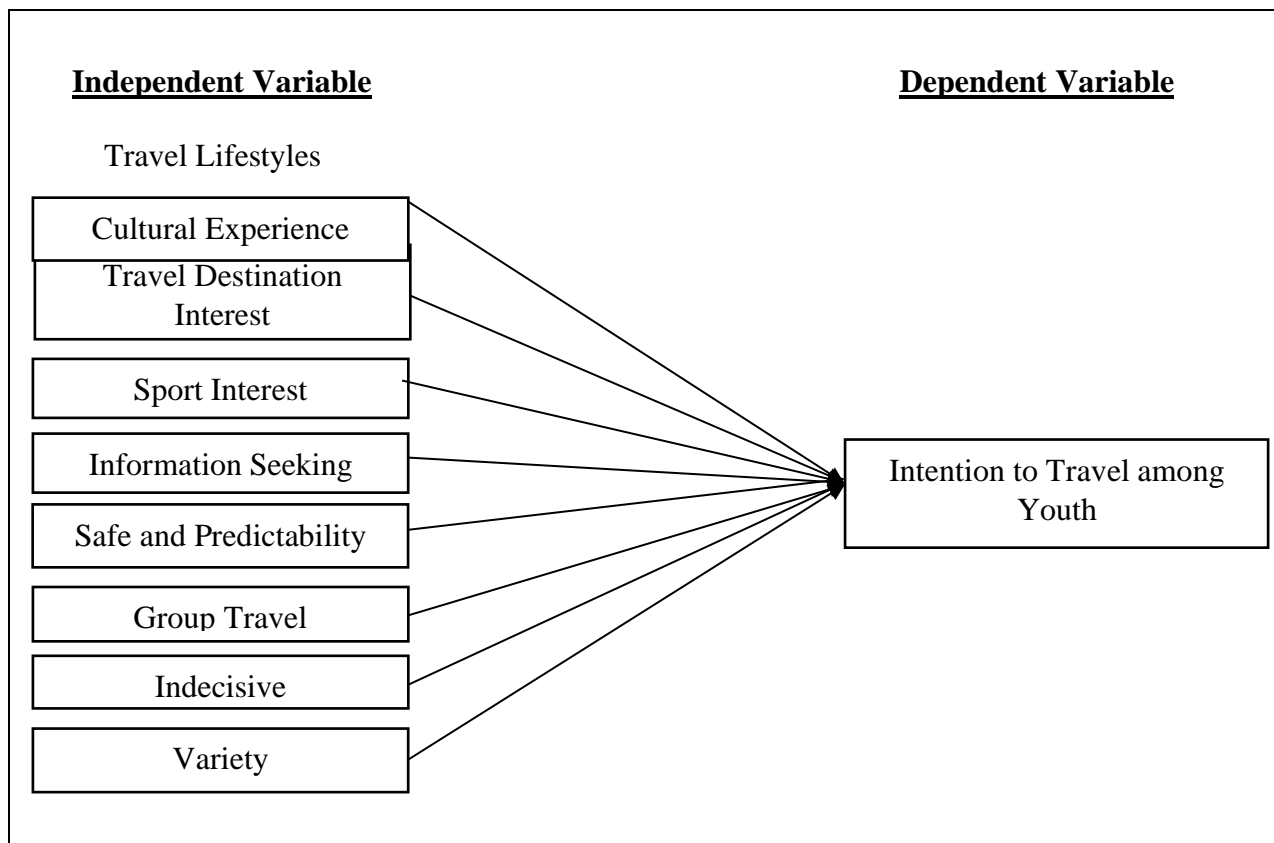 Independent Variable
Dependent Variable
Travel Lifestyles
Cultural Experience
Travel Destination
Interest
Sport Interest
Information Seeking
Safe and Predictability
Group Travel
Indecisive
Variety
Intention to Travel among
Youth